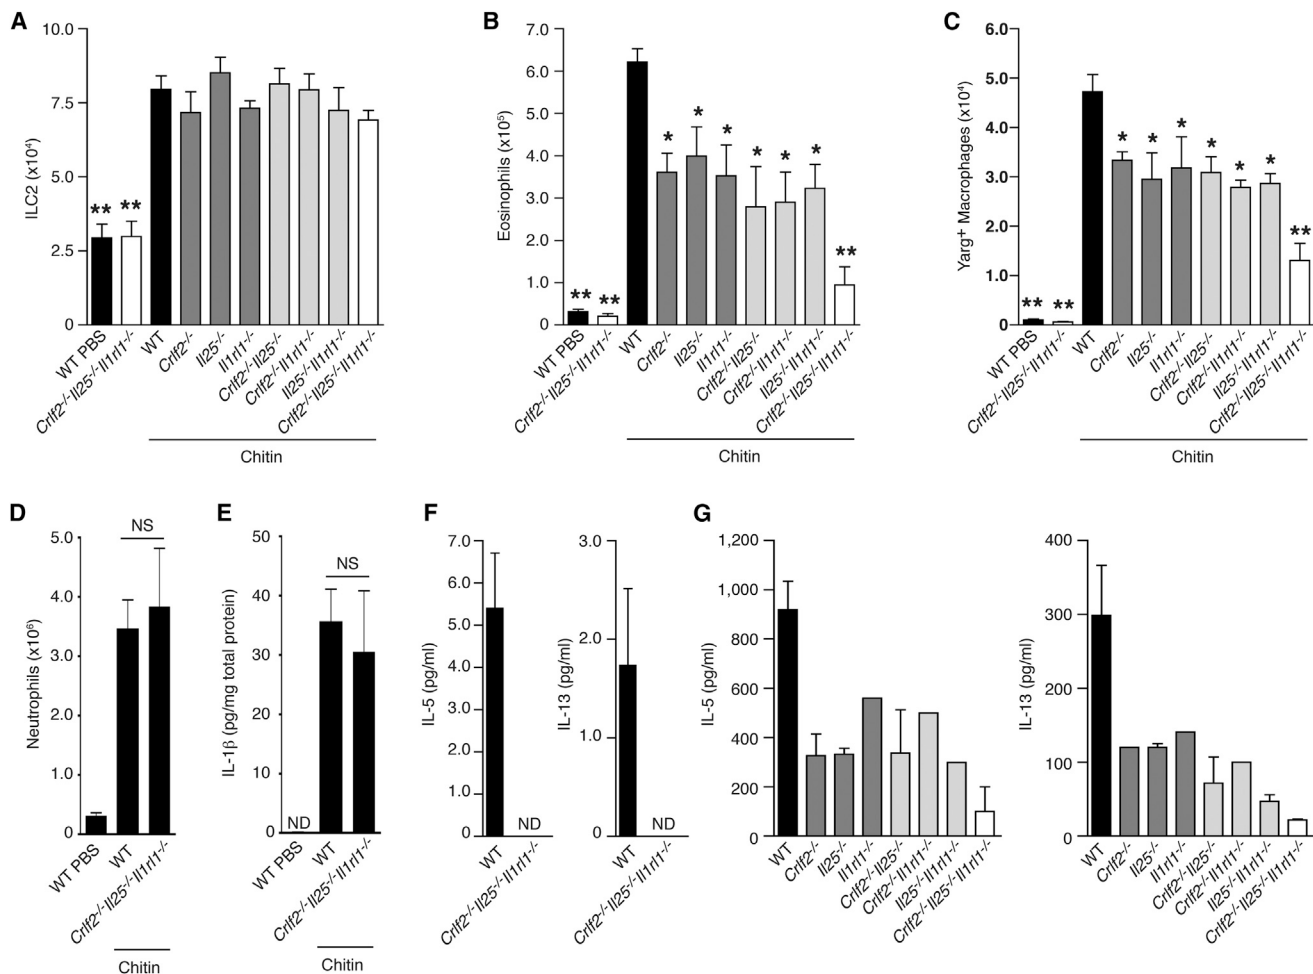 A
10.0
7.5
5.0
2.5
0
ILC2 (x10⁴)
** **
WT PBS
Crlf2-/-Il25-/-Il1rl1-/-
WT
Crlf2-/-
Il25-/-
Il1rl1-/-
Crlf2-/-Il25-/-
Crlf2-/-Il1rl1-/-
Il25-/-Il1rl1-/-
Crlf2-/-Il25-/-Il1rl1-/-
Chitin
B
7.0
6.0
5.0
4.0
3.0
2.0
1.0
0
Eosinophils (x10⁵)
** ** * * * * * * **
WT PBS
Crlf2-/-Il25-/-Il1rl1-/-
WT
Crlf2-/-
Il25-/-
Il1rl1-/-
Crlf2-/-Il25-/-
Crlf2-/-Il1rl1-/-
Il25-/-Il1rl1-/-
Crlf2-/-Il25-/-Il1rl1-/-
Chitin
C
6.0
5.0
4.0
3.0
2.0
1.0
0
Yarg⁺ Macrophages (x10⁴)
** ** * * * * * * **
WT PBS
Crlf2-/-Il25-/-Il1rl1-/-
WT
Crlf2-/-
Il25-/-
Il1rl1-/-
Crlf2-/-Il25-/-
Crlf2-/-Il1rl1-/-
Il25-/-Il1rl1-/-
Crlf2-/-Il25-/-Il1rl1-/-
Chitin
D
5.0
4.0
3.0
2.0
1.0
0
Neutrophils (x10⁶)
NS
WT PBS
WT
Crlf2-/-Il25-/-Il1rl1-/-
Chitin
E
50
40
30
20
10
0
IL-1β (pg/mg total protein)
NS
ND
WT PBS
WT
Crlf2-/-Il25-/-Il1rl1-/-
Chitin
F
7.0
6.0
5.0
4.0
3.0
2.0
1.0
0
IL-5 (pg/ml)
ND
WT
Crlf2-/-Il25-/-Il1rl1-/-
3.0
2.0
1.0
0
IL-13 (pg/ml)
ND
WT
Crlf2-/-Il25-/-Il1rl1-/-
G
1,200
1,000
800
600
400
200
0
IL-5 (pg/ml)
WT
Crlf2-/-
Il25-/-
Il1rl1-/-
Crlf2-/-Il25-/-
Crlf2-/-Il1rl1-/-
Il25-/-Il1rl1-/-
Crlf2-/-Il25-/-Il1rl1-/-
400
300
200
100
0
IL-13 (pg/ml)
WT
Crlf2-/-
Il25-/-
Il1rl1-/-
Crlf2-/-Il25-/-
Crlf2-/-Il1rl1-/-
Il25-/-Il1rl1-/-
Crlf2-/-Il25-/-Il1rl1-/-